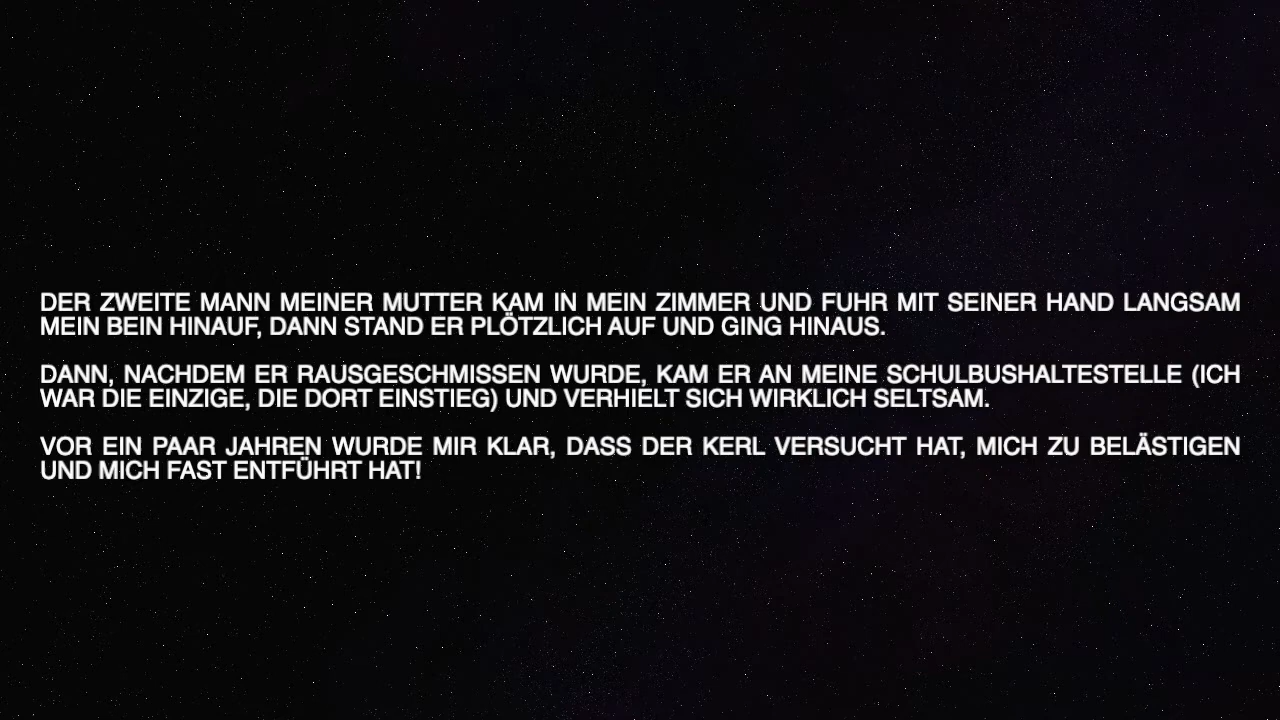 DER ZWEITE MANN MEINER MUTTER KAM IN MEIN ZIMMER UND FUHR MIT SEINER HAND LANGSAM
MEIN BEIN HINAUF, DANN STAND ER PLÖTZLICH AUF UND GING HINAUS.
DANN, NACHDEM ER RAUSGESCHMISSEN WURDE, KAM ER AN MEINE SCHULBUSHALTESTELLE (ICH
WAR DIE EINZIGE, DIE DORT EINSTIEG) UND VERHIELT SICH WIRKLICH SELTSAM.
VOR EIN PAAR JAHREN WURDE MIR KLAR, DASS DER KERL VERSUCHT HAT, MICH ZU BELÄSTIGEN
UND MICH FAST ENTFÜHRT HAT!